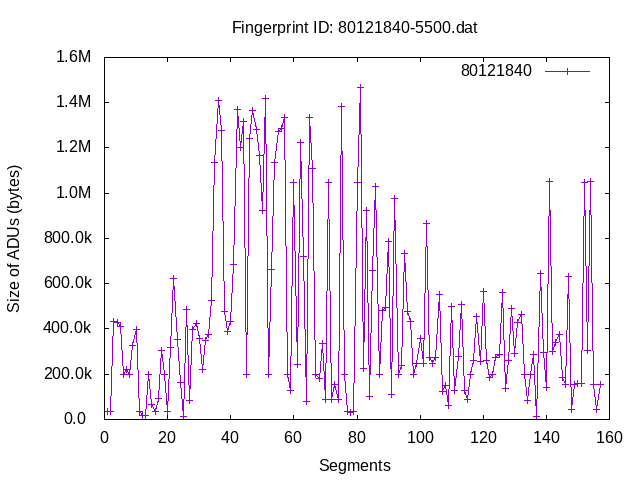 Fingerprint ID: 80121840-5500.dat
1.6M
80121840
1.4M
1.2M
1.0M
800.0k
600.0k
400.0k
200.0k
0.0
0 20 40 60 80 100 120 140 160
Size of ADUs (bytes)
Segments